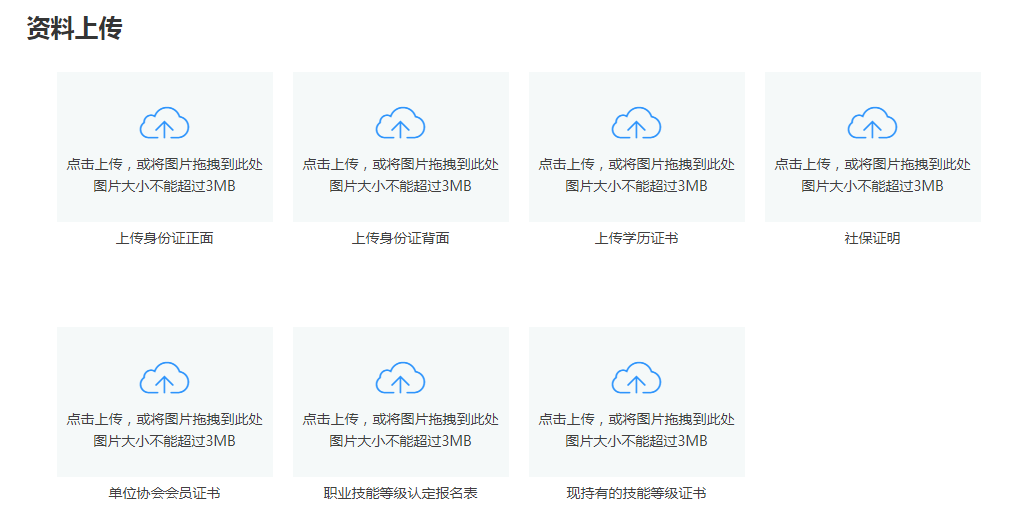 资料上传
点击上传，或将图片拖拽到此处
图片大小不能超过3MB
上传身份证正面
点击上传，或将图片拖拽到此处
图片大小不能超过3MB
上传身份证背面
点击上传，或将图片拖拽到此处
图片大小不能超过3MB
上传学历证书
点击上传，或将图片拖拽到此处
图片大小不能超过3MB
社保证明
点击上传，或将图片拖拽到此处
图片大小不能超过3MB
单位协会会员证书
点击上传，或将图片拖拽到此处
图片大小不能超过3MB
职业技能等级认定报名表
点击上传，或将图片拖拽到此处
图片大小不能超过3MB
现持有的技能等级证书